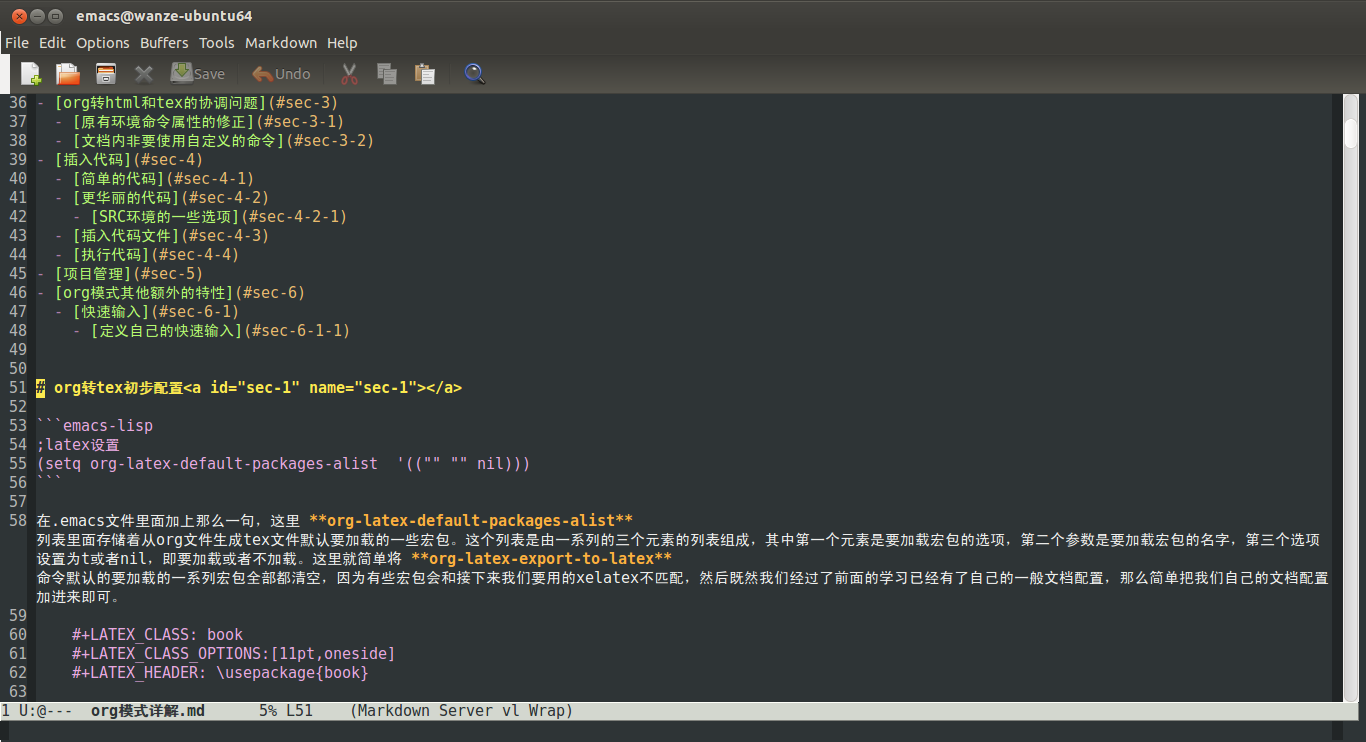 emacs@wanze-ubuntu64
File Edit Options Buffers Tools Markdown Help
Save Undo
36 - [org转html和tex的协调问题](#sec-3)
37   - [原有环境命令属性的修正](#sec-3-1)
38   - [文档内非要使用自定义的命令](#sec-3-2)
39 - [插入代码](#sec-4)
40   - [简单的代码](#sec-4-1)
41   - [更华丽的代码](#sec-4-2)
42     - [SRC环境的一些选项](#sec-4-2-1)
43   - [插入代码文件](#sec-4-3)
44   - [执行代码](#sec-4-4)
45 - [项目管理](#sec-5)
46 - [org模式其他额外的特性](#sec-6)
47   - [快速输入](#sec-6-1)
48     - [定义自己的快速输入](#sec-6-1-1)
49
50
51 # org转tex初步配置<a id="sec-1" name="sec-1"></a>
52
53 ```emacs-lisp
54 ;latex设置
55 (setq org-latex-default-packages-alist  '(("" "" nil)))
56 ```
57
58 在.emacs文件里面加上那么一句，这里 **org-latex-default-packages-alist**
列表里面存储着从org文件生成tex文件默认要加载的一些宏包。这个列表是由一系列的三个元素的列表组成，其中第一个元素是要加载宏包的选项，第二个参数是要加载宏包的名字，第三个选项
设置为t或者nil，即要加载或者不加载。这里就简单将 **org-latex-export-to-latex**
命令默认的要加载的一系列宏包全部都清空，因为有些宏包会和接下来我们要用的xelatex不匹配，然后既然我们经过了前面的学习已经有了自己的一般文档配置，那么简单把我们自己的文档配置
加进来即可。
59
60     #+LATEX_CLASS: book
61     #+LATEX_CLASS_OPTIONS:[11pt,oneside]
62     #+LATEX_HEADER: \usepackage{book}
63
1 U:@---  org模式详解.md      5% L51    (Markdown Server vl Wrap)